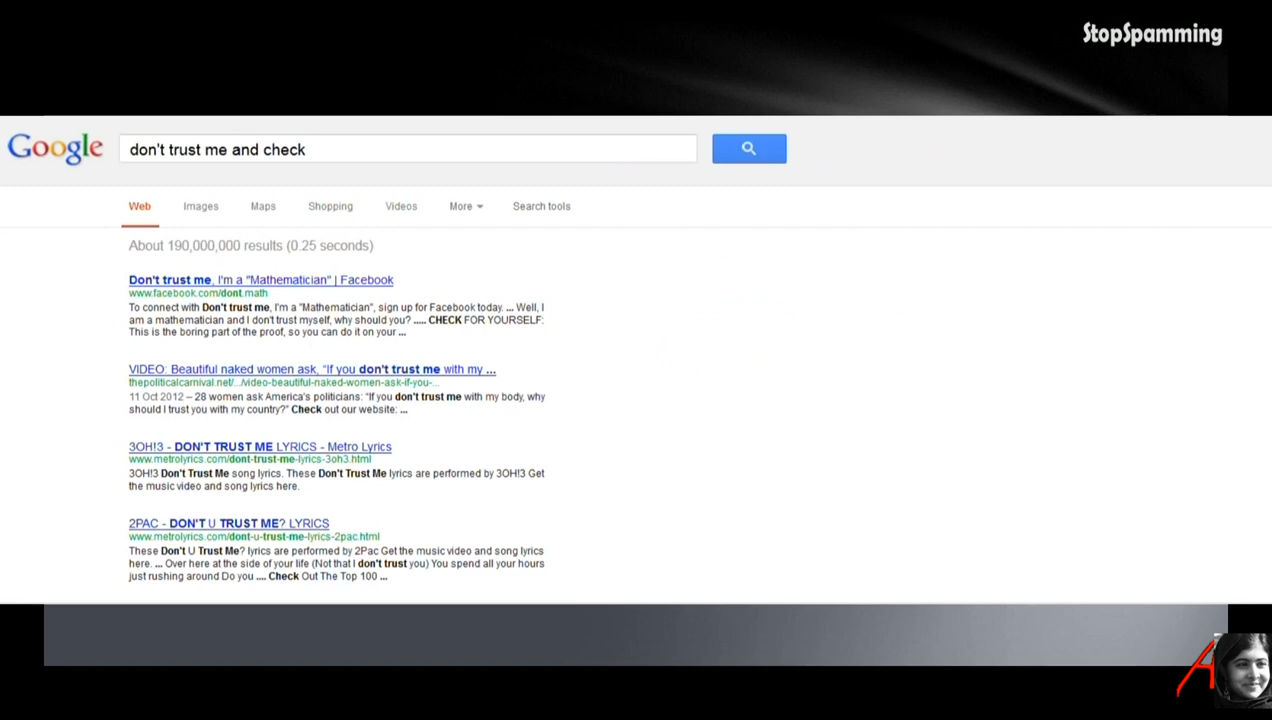 StopSpamming
Google
don't trust me and check
Web Images Maps Shopping Videos More Search tools
About 190,000,000 results (0.25 seconds)
Don't trust me, I'm a "Mathematician" | Facebook
www.facebook.com/dont.math
To connect with Don't trust me, I'm a "Mathematician", sign up for Facebook today. ... Well, I
am a mathematician and I don't trust myself, why should you? ..... CHECK FOR YOURSELF:
This is the boring part of the proof, so you can do it on your ...
VIDEO: Beautiful naked women ask, "If you don't trust me with my ...
thepoliticalcarnival.net/.../video-beautiful-naked-women-ask-if-you-...
11 Oct 2012 – 28 women ask America's politicians: "If you don't trust me with my body, why
should I trust you with my country?" Check out our website: ...
3OH!3 - DON'T TRUST ME LYRICS - Metro Lyrics
www.metrolyrics.com/dont-trust-me-lyrics-3oh3.html
3OH!3 Don't Trust Me song lyrics. These Don't Trust Me lyrics are performed by 3OH!3 Get
the music video and song lyrics here.
2PAC - DON'T U TRUST ME? LYRICS
www.metrolyrics.com/dont-u-trust-me-lyrics-2pac.html
These Don't U Trust Me? lyrics are performed by 2Pac Get the music video and song lyrics
here. ... Over here at the side of your life (Not that I don't trust you) You spend all your hours
just rushing around Do you .... Check Out The Top 100 ...
A